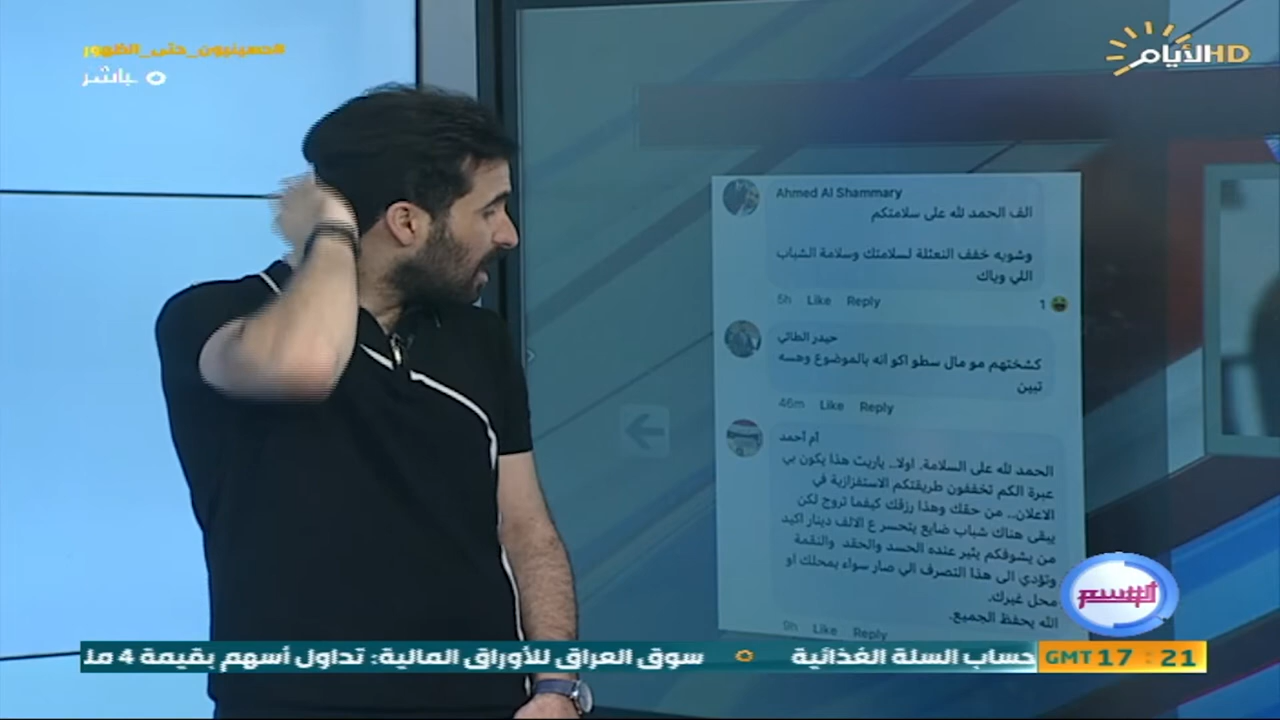 #حسينيون_حتى_الظهور
مباشر
الأيام HD
Ahmed Al Shammary
الف الحمد لله على سلامتكم
وشويه خفف النعثلة لسلامتك وسلامة الشباب
اللي وياك
5h Like Reply
1
حيدر الطائي
كشختهم مو مال سطو اكو انه بالموضوع وهسه
تبين
46m Like Reply
أم أحمد
الحمد لله على السلامة. اولا.. ياريت هذا يكون بي
عبرة الكم تخففون طريقتكم الاستفزازية في
الاعلان.. من حقك وهذا رزقك كيفما تروج لكن
يبقى هناك شباب ضايع يتحسر ع الالف دينار اكيد
من يشوفكم يثير عنده الحسد والحقد والنقمة
وتؤدي الى هذا التصرف الي صار سواء بمحلك او
محل غيرك.
الله يحفظ الجميع.
9h Like Reply
حساب السلة الغذائية
سوق العراق للأوراق المالية: تداول أسهم بقيمة 4 مل
GMT 17 : 21